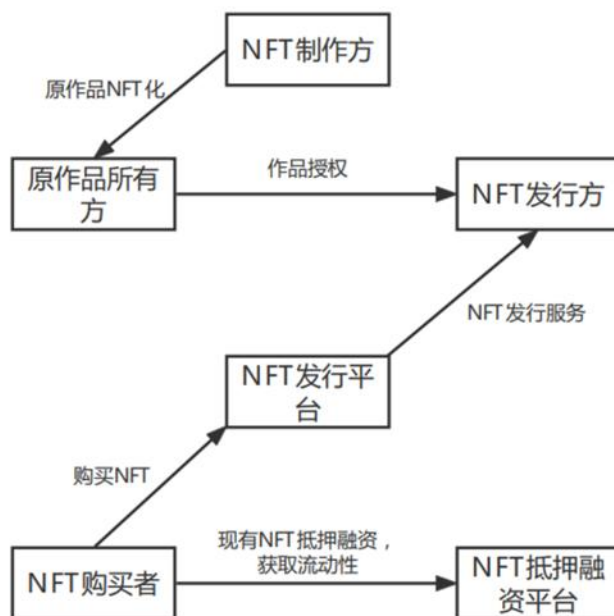 NFT制作方
原作品NFT化
原作品所有
方
作品授权
NFT发行方
NFT发行服务
NFT发行平
台
购买NFT
现有NFT抵押融资，
获取流动性
NFT购买者
NFT抵押融
资平台